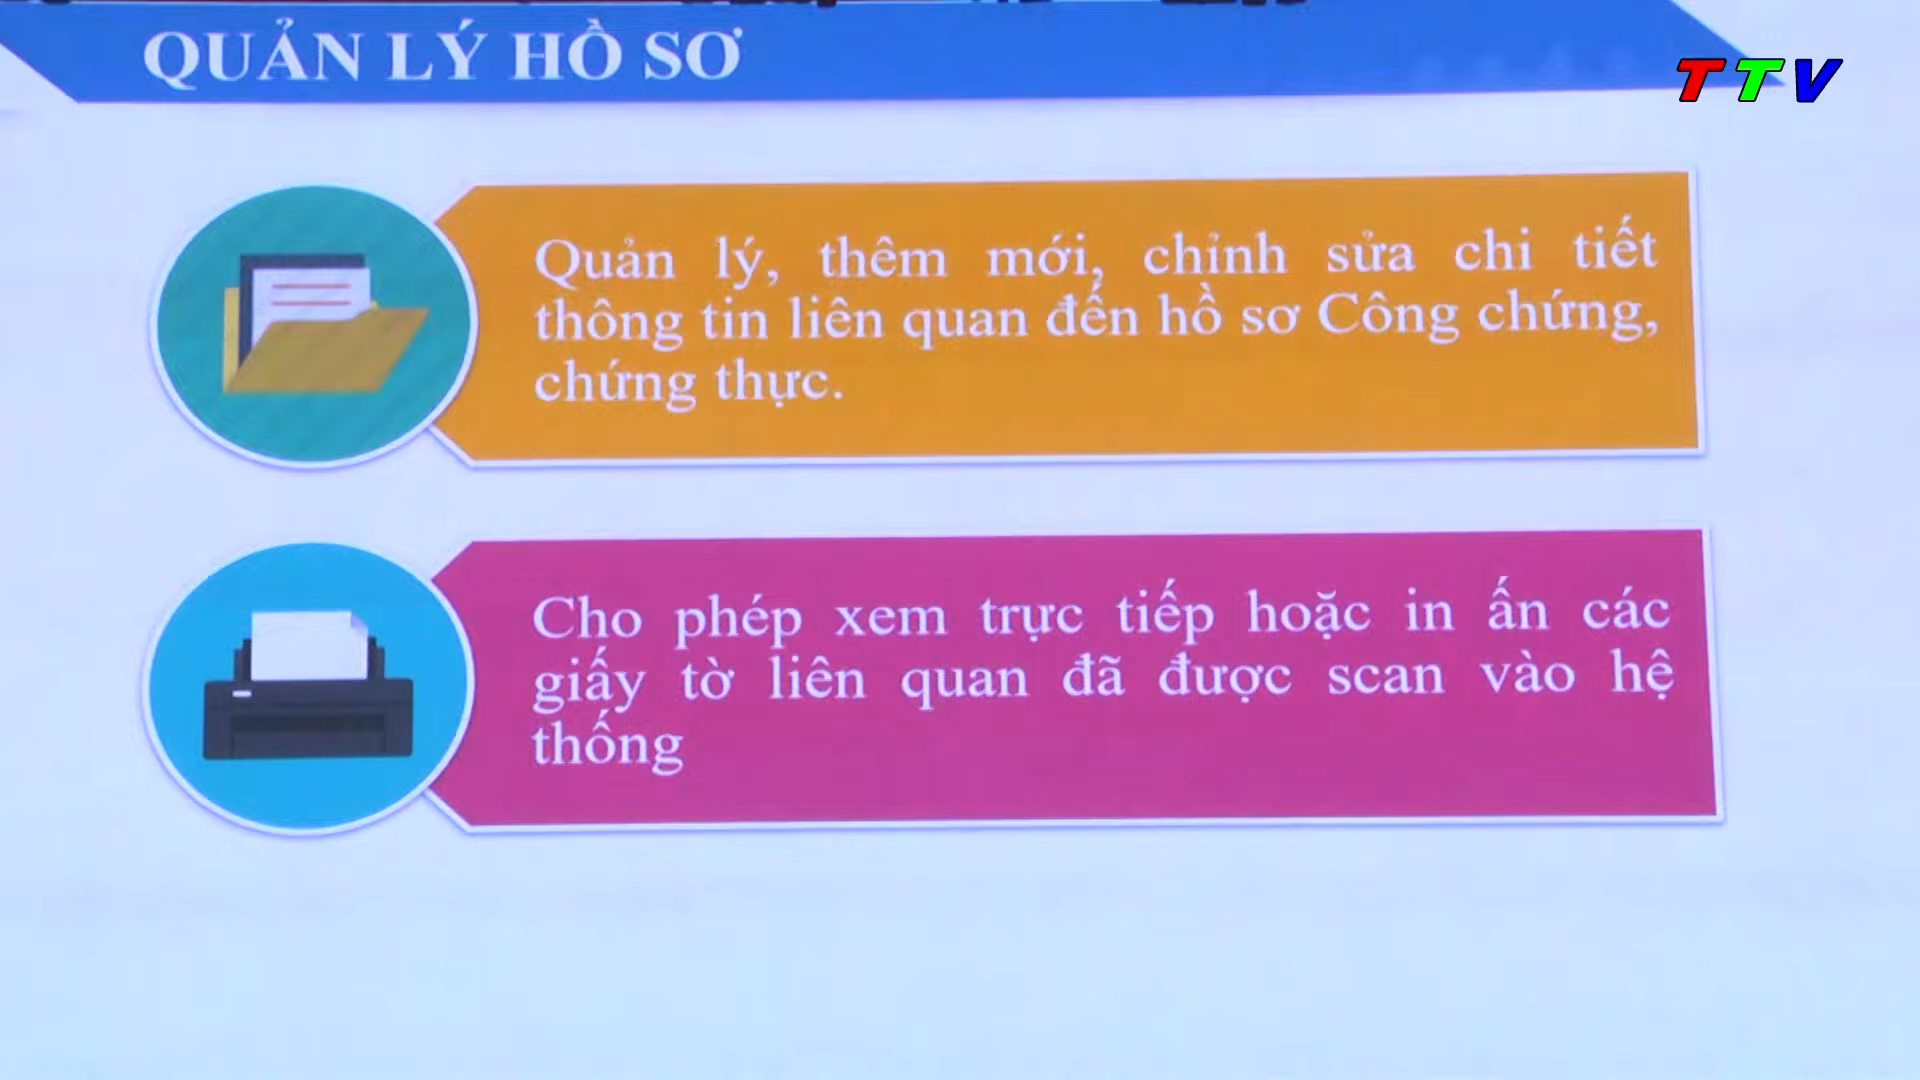 QUẢN LÝ HỒ SƠ
TTV
Quản lý, thêm mới, chỉnh sửa chi tiết
thông tin liên quan đến hồ sơ Công chứng,
chứng thực.
Cho phép xem trực tiếp hoặc in ấn các
giấy tờ liên quan đã được scan vào hệ
thống